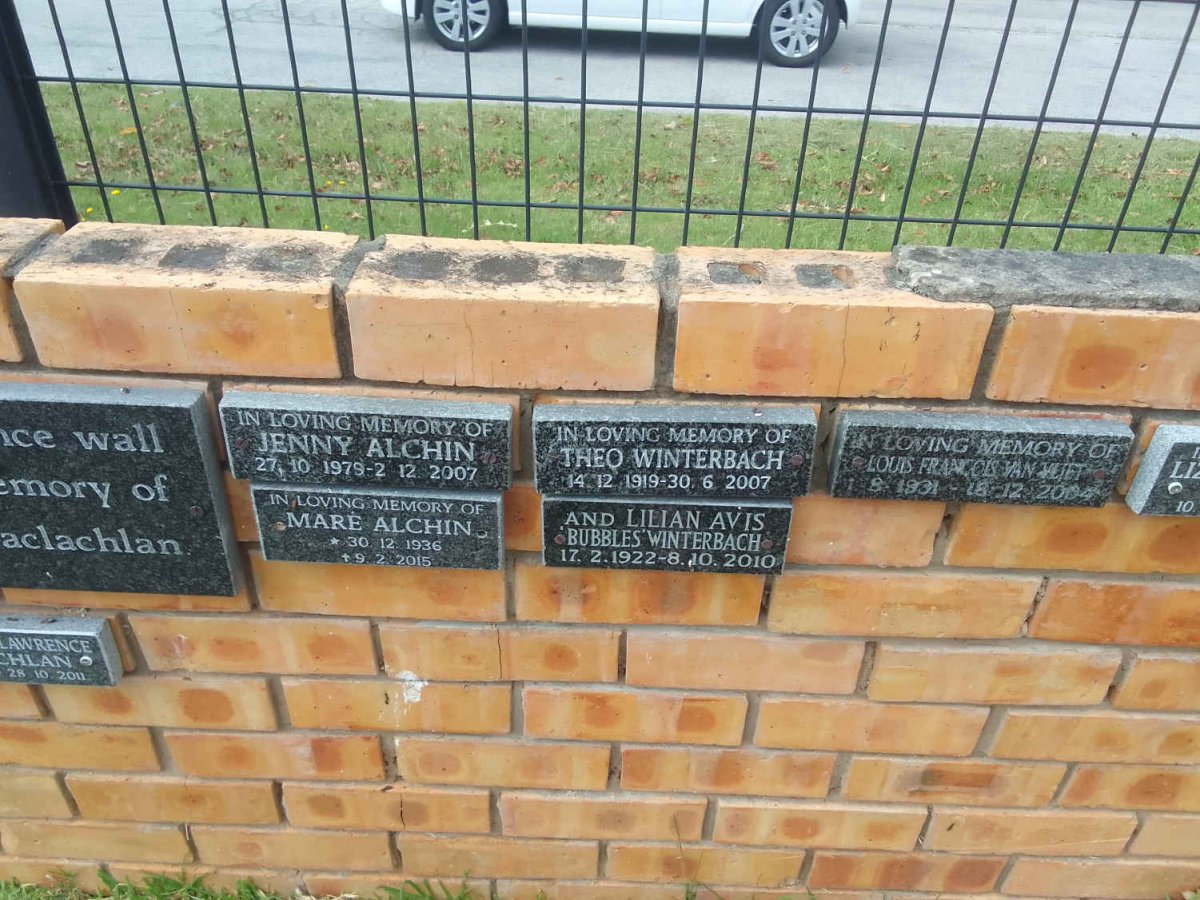 nce wall
emory of
aclachlan
LAWRENCE
CHLAN
28.10.2011
IN LOVING MEMORY OF
JENNY ALCHIN
27.10 1979-2 12.2007
IN LOVING MEMORY OF
MARÉ ALCHIN
* 30.12.1936
✝9.2.2015
IN LOVING MEMORY OF
THEO WINTERBACH
14 12 1919-30.6 2007
AND LILIAN AVIS
BUBBLES WINTERBACH
17.2.1922-8.10.2010
IN LOVING MEMORY OF
LOUIS FRANCOIS VAN
10